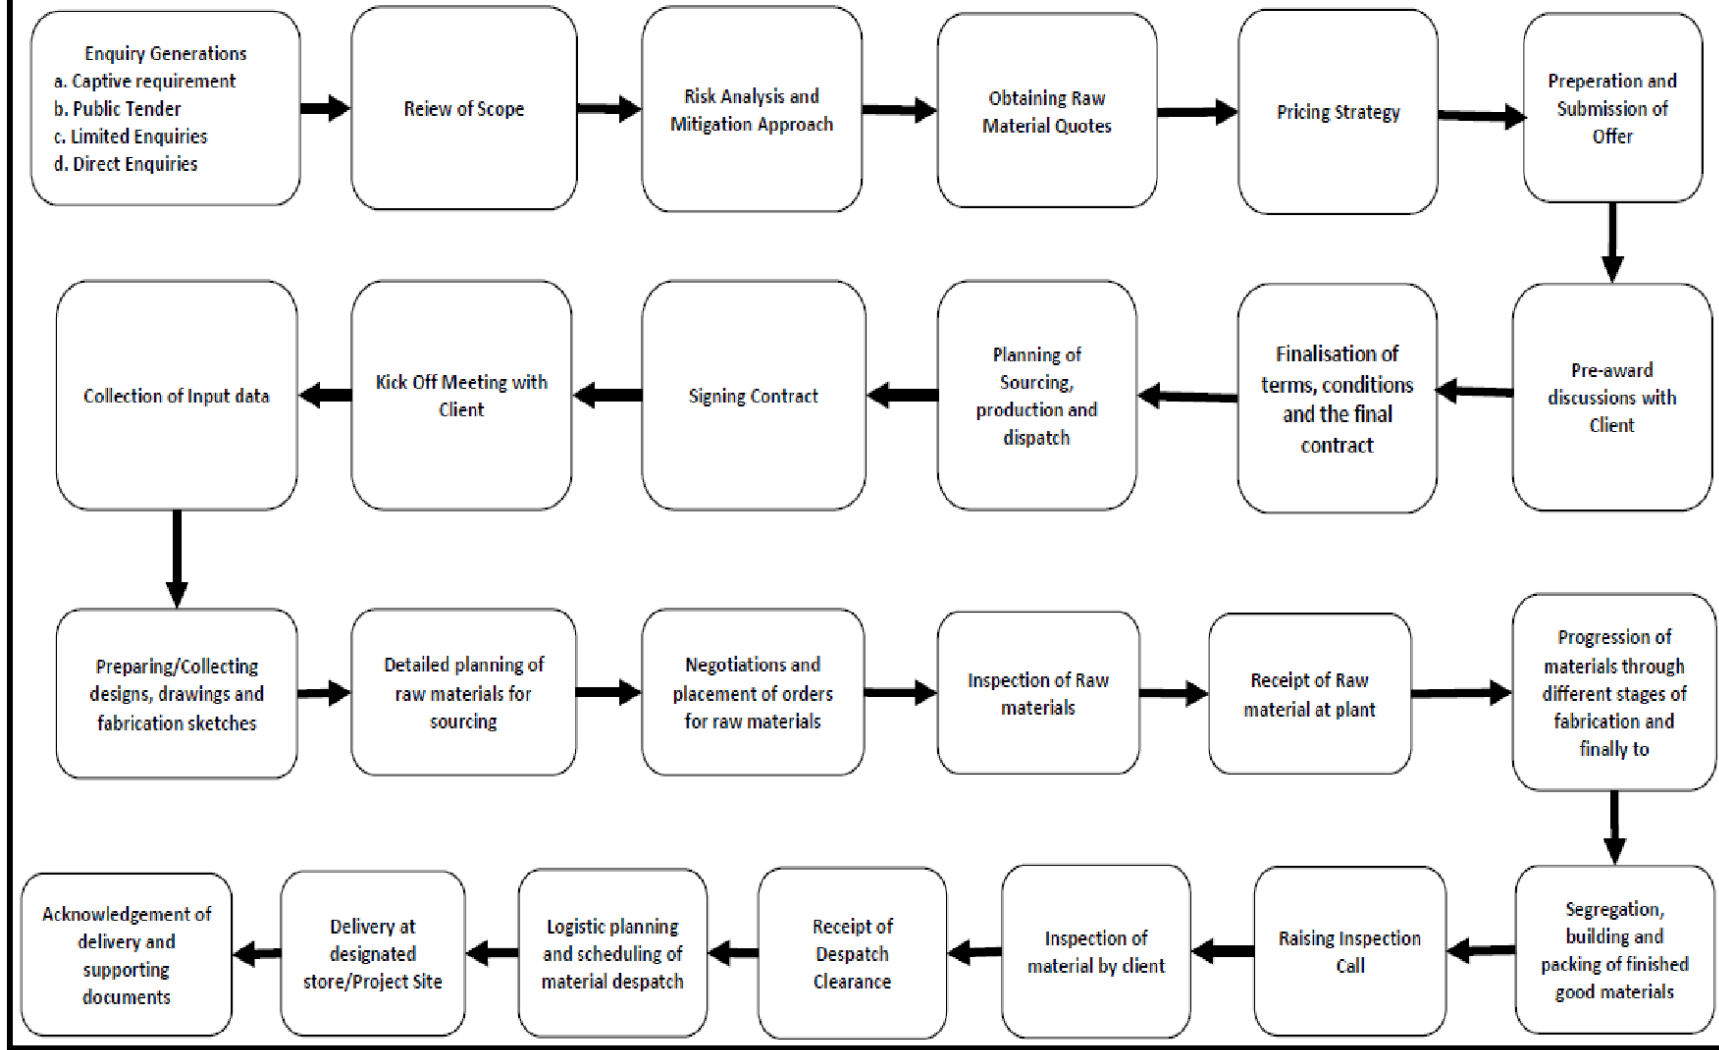 Enquiry Generations
a. Captive requirement
b. Public Tender
c. Limited Enquiries
d. Direct Enquiries
Reiew of Scope
Risk Analysis and
Mitigation Approach
Obtaining Raw
Material Quotes
Pricing Strategy
Preperation and
Submission of
Offer
Pre-award
discussions with
Client
Finalisation of
terms, conditions
and the final
contract
Planning of
Sourcing,
production and
dispatch
Signing Contract
Kick Off Meeting with
Client
Collection of Input data
Preparing/Collecting
designs, drawings and
fabrication sketches
Detailed planning of
raw materials for
sourcing
Negotiations and
placement of orders
for raw materials
Inspection of Raw
materials
Receipt of Raw
material at plant
Progression of
materials through
different stages of
fabrication and
finally to
Segregation,
building and
packing of finished
good materials
Raising Inspection
Call
Inspection of
material by client
Receipt of
Despatch
Clearance
Logistic planning
and scheduling of
material despatch
Delivery at
designated
store/Project Site
Acknowledgement of
delivery and
supporting
documents